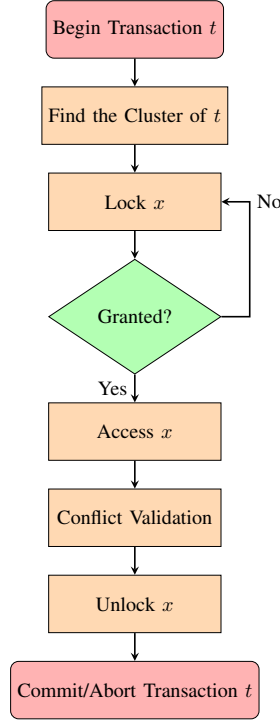 Begin Transaction t
Find the Cluster of t
Lock x
No
Granted?
Yes
Access x
Conflict Validation
Unlock x
Commit/Abort Transaction t